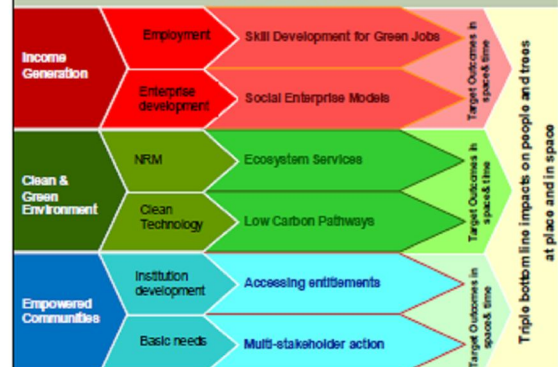 Income
Generation
Employment
Skill Development for Green Jobs
Enterprise
development
Social Enterprise Models
Target Outcomes in
space & time
Clean &
Green
Environment
NRM
Ecosystem Services
Clean
Technology
Low Carbon Pathways
Target Outcomes in
space & time
Empowered
Communities
Institution
development
Accessing entitlements
Basic needs
Multi-stakeholder action
Target Outcomes in
space & time
Triple bottom line impacts on people and trees
at place and in space